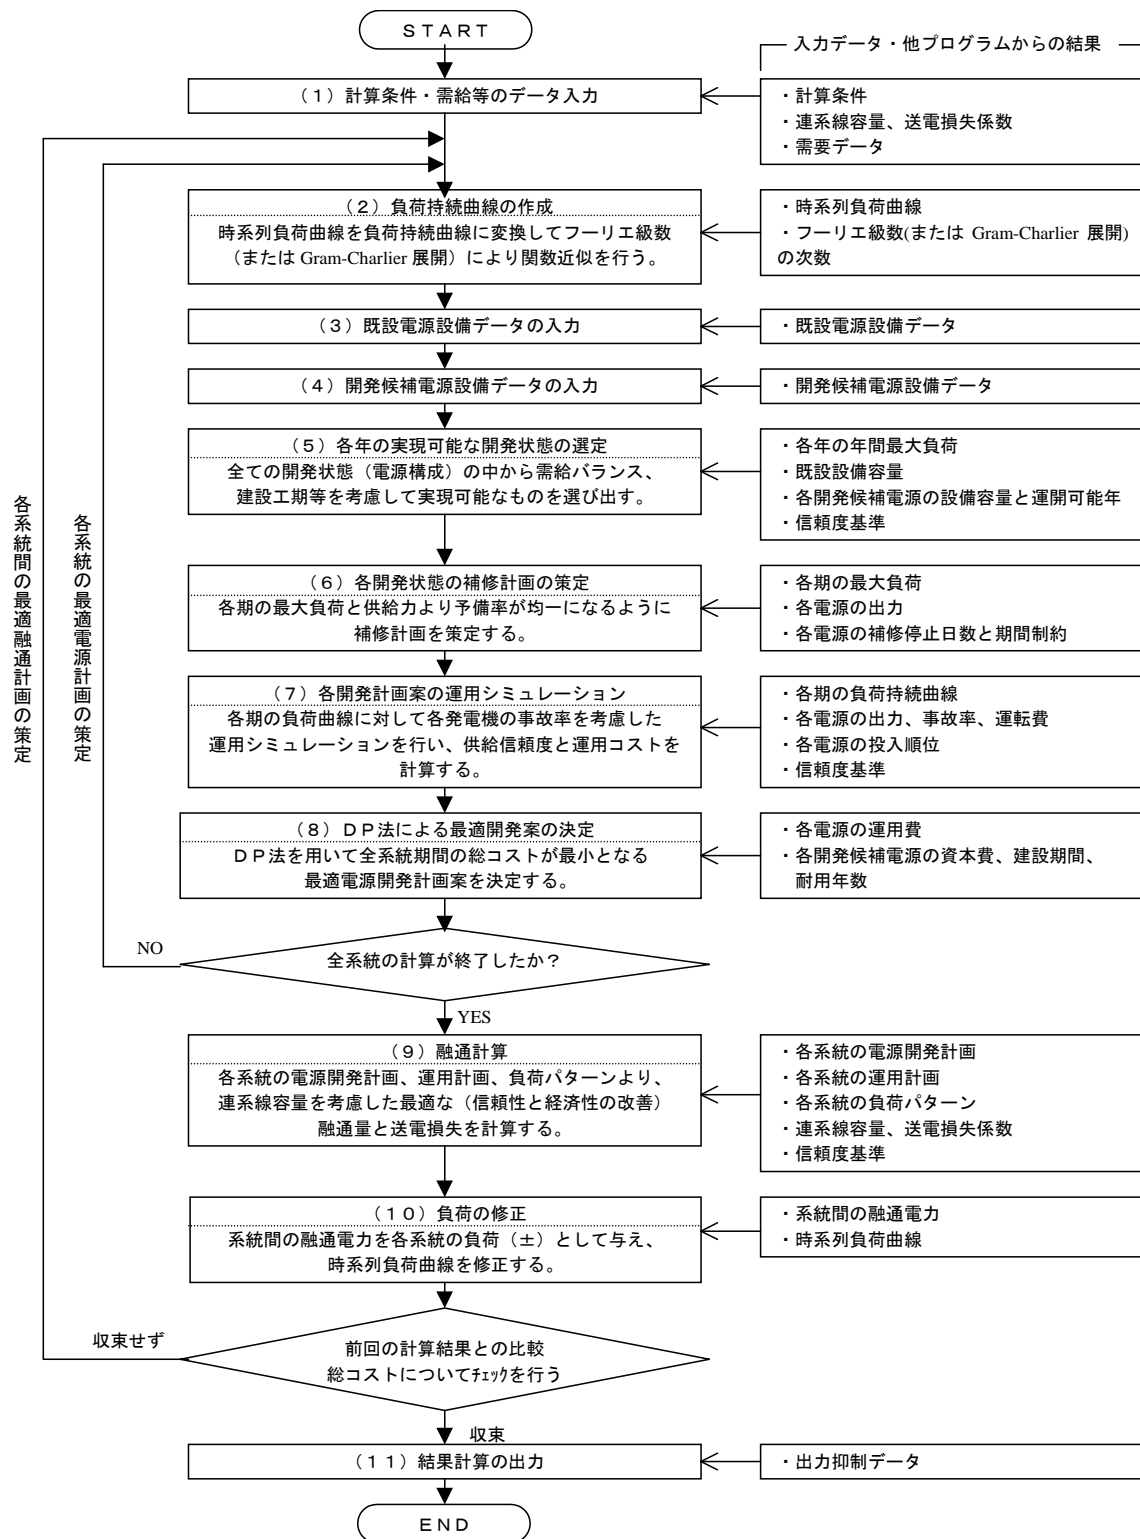 ＳＴＡＲＴ
入力データ・他プログラムからの結果
（１）計算条件・需給等のデータ入力
・計算条件
・連系線容量、送電損失係数
・需要データ
（２）負荷持続曲線の作成
時系列負荷曲線を負荷持続曲線に変換してフーリエ級数
（または Gram-Charlier 展開）により関数近似を行う。
・時系列負荷曲線
・フーリエ級数(または Gram-Charlier 展開)
の次数
（３）既設電源設備データの入力
・既設電源設備データ
（４）開発候補電源設備データの入力
・開発候補電源設備データ
（５）各年の実現可能な開発状態の選定
全ての開発状態（電源構成）の中から需給バランス、
建設工期等を考慮して実現可能なものを選び出す。
・各年の年間最大負荷
・既設設備容量
・各開発候補電源の設備容量と運開可能年
・信頼度基準
（６）各開発状態の補修計画の策定
各期の最大負荷と供給力より予備率が均一になるように
補修計画を策定する。
・各期の最大負荷
・各電源の出力
・各電源の補修停止日数と期間制約
（７）各開発計画案の運用シミュレーション
各期の負荷曲線に対して各発電機の事故率を考慮した
運用シミュレーションを行い、供給信頼度と運用コストを
計算する。
・各期の負荷持続曲線
・各電源の出力、事故率、運転費
・各電源の投入順位
・信頼度基準
（８）ＤＰ法による最適開発案の決定
ＤＰ法を用いて全系統期間の総コストが最小となる
最適電源開発計画案を決定する。
・各電源の運用費
・各開発候補電源の資本費、建設期間、
耐用年数
各系統間の最適融通計画の策定
各系統の最適電源計画の策定
NO
全系統の計算が終了したか？
YES
（９）融通計算
各系統の電源開発計画、運用計画、負荷パターンより、
連系線容量を考慮した最適な（信頼性と経済性の改善）
融通量と送電損失を計算する。
・各系統の電源開発計画
・各系統の運用計画
・各系統の負荷パターン
・連系線容量、送電損失係数
・信頼度基準
（１０）負荷の修正
系統間の融通電力を各系統の負荷（±）として与え、
時系列負荷曲線を修正する。
・系統間の融通電力
・時系列負荷曲線
収束せず
前回の計算結果との比較
総コストについてﾁｪｯｸを行う
収束
（１１）結果計算の出力
・出力抑制データ
ＥＮＤ